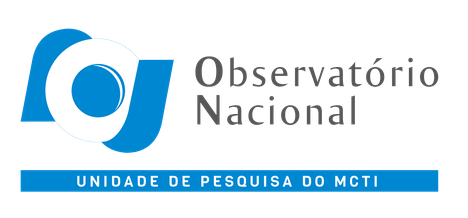 Observatório
Nacional
UNIDADE DE PESQUISA DO MCTI